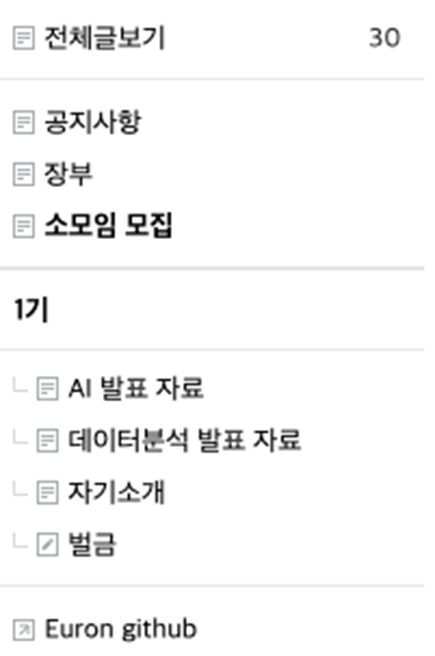 전체글보기 30
공지사항
장부
소모임 모집
1기
AI 발표 자료
데이터분석 발표 자료
자기소개
벌금
Euron github